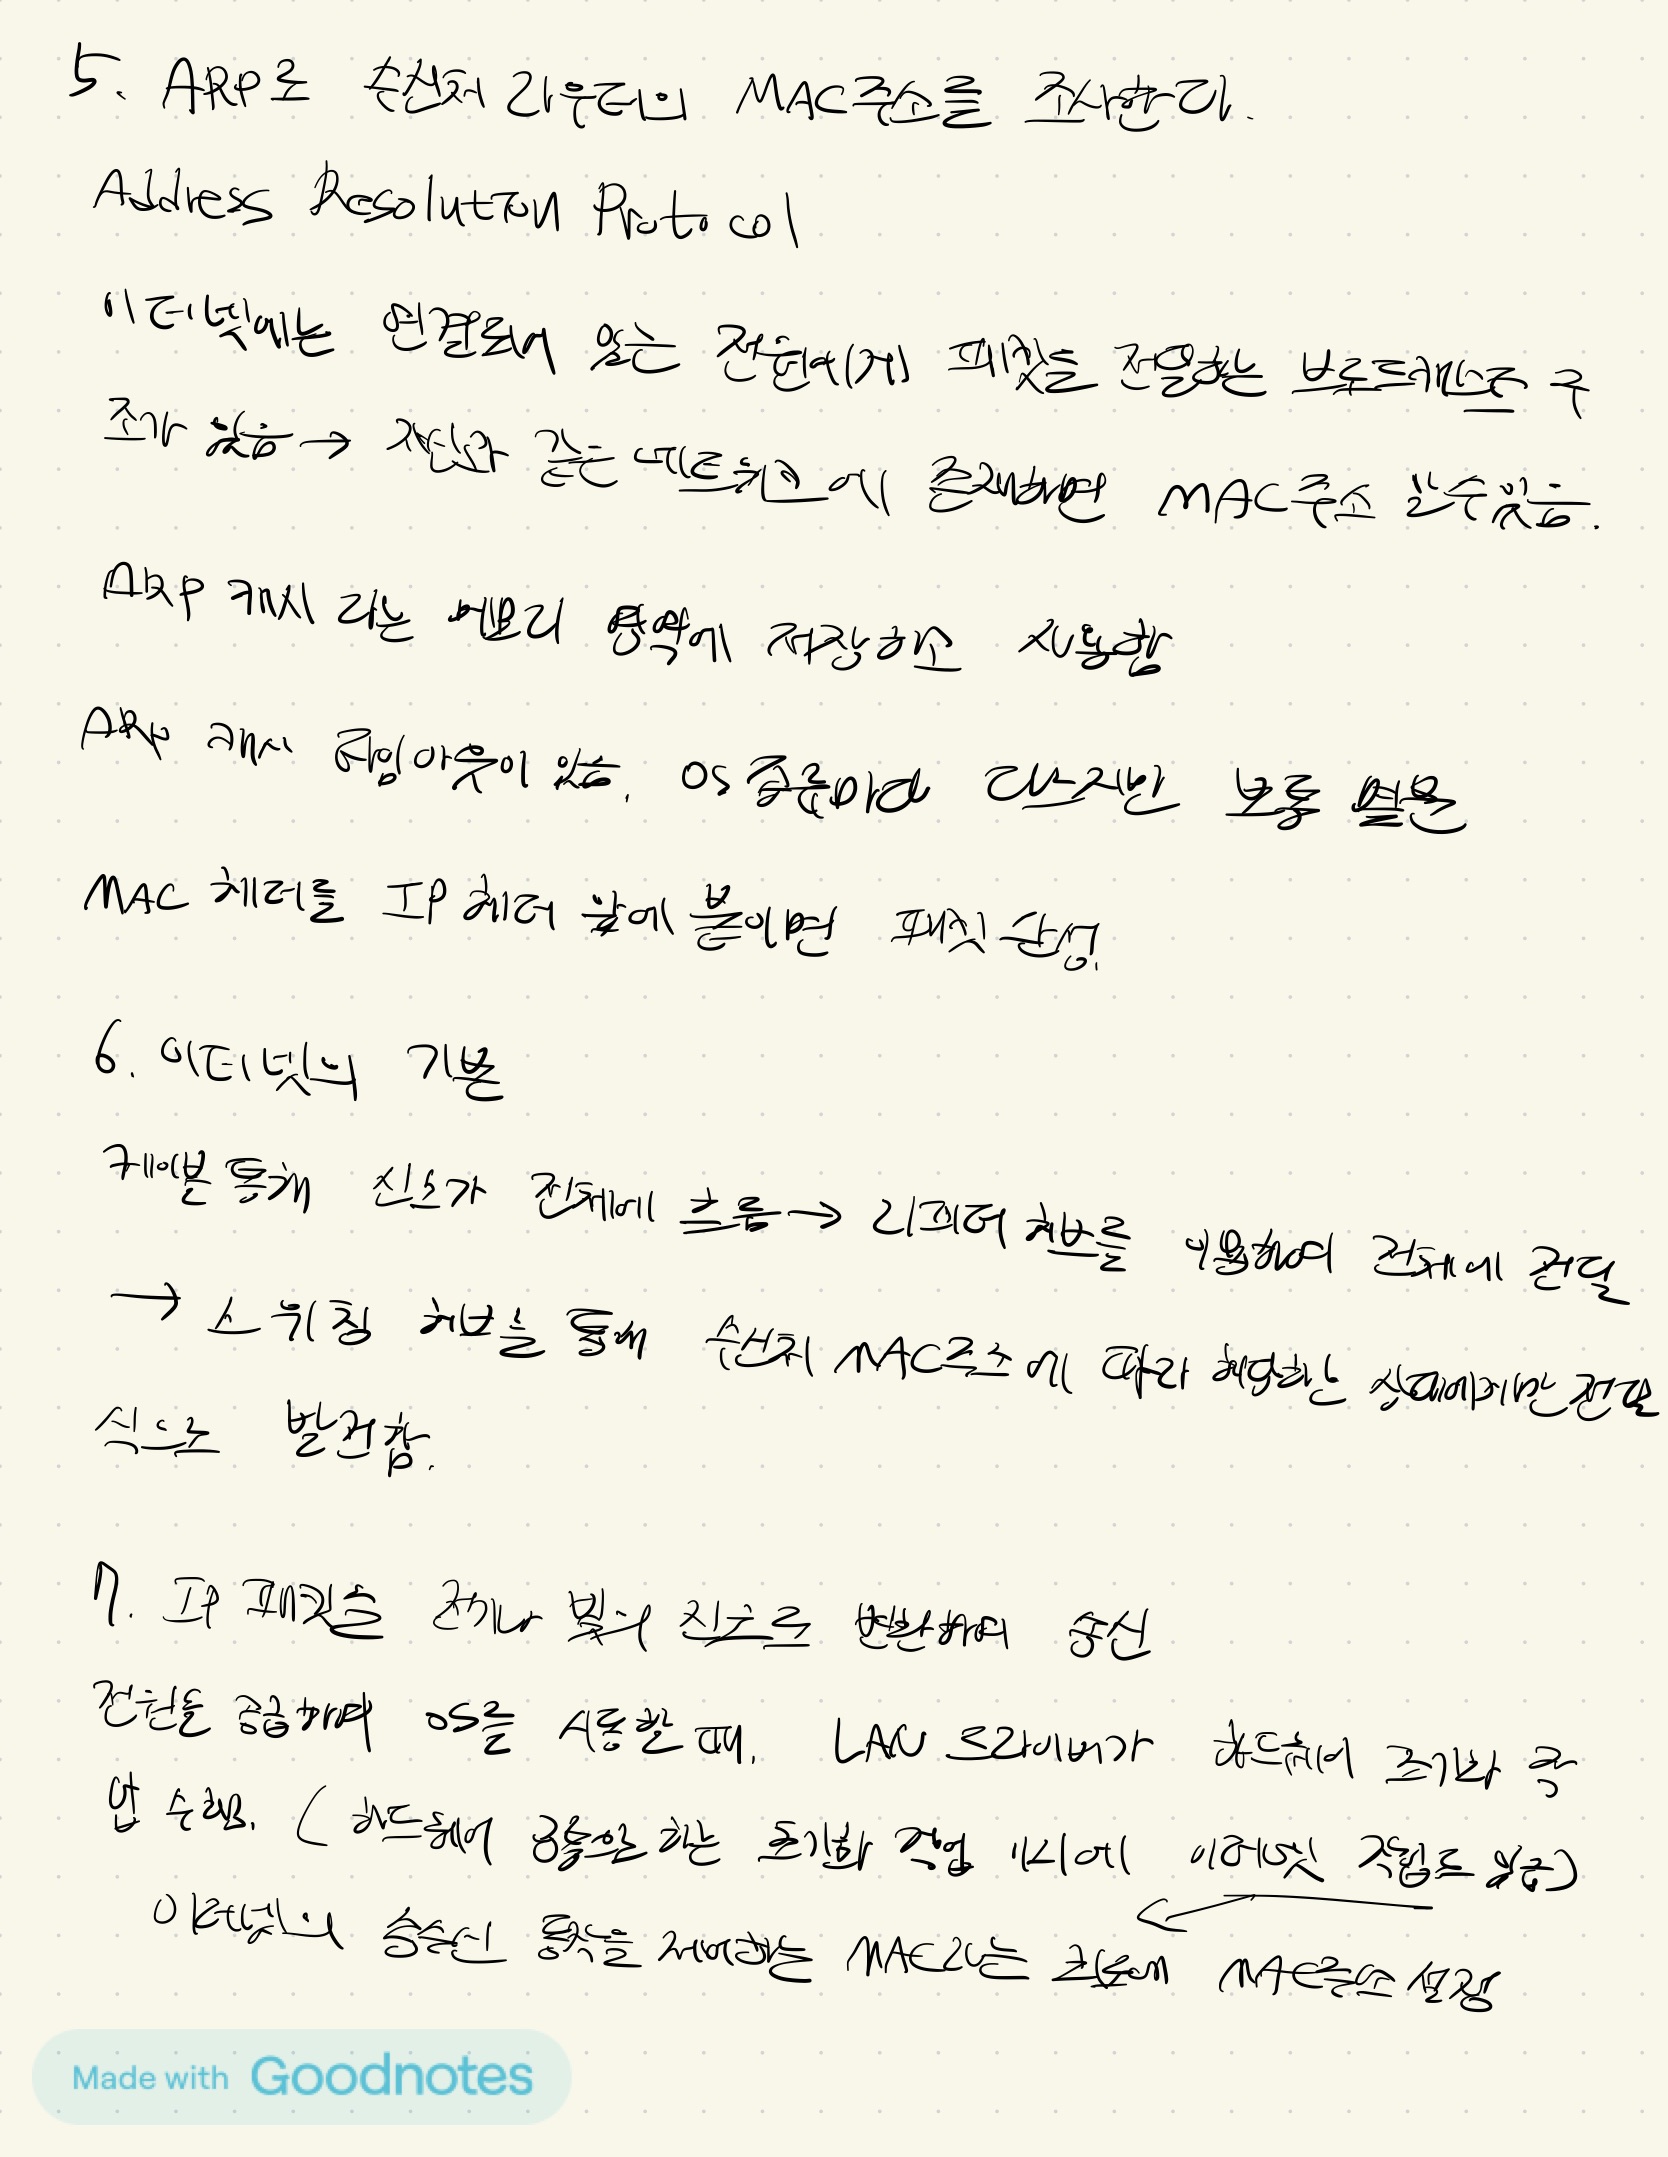 5. ARP로 수신처 라우터의 MAC주소를 조사한다.
Address Resolution Protocol
이더넷에는 연결되어 있는 전원에게 패킷을 전달하는 브로드캐스트 구
조가 있음 → 자신과 같은 네트워크에 존재하면 MAC주소 알수있음.
ARP 캐시 라는 메모리 영역에 저장하고 사용함
ARP 캐시 타임아웃이 있음. OS종류마다 다르지만 보통 몇분
MAC 헤더를 IP헤더 앞에 붙이면 패킷 완성.
6. 이더넷의 기본
케이블 통해 신호가 전체에 흐름 → 리피터 허브를 이용하여 전체에 전달
→ 스위칭 허브를 통해 수신처 MAC주소에 따라 해당하는 상대에게만 전달
식으로 발전함.
7. IP 패킷을 전기나 빛의 신호로 변환하여 송신
전원을 공급하여 OS를 시동할 때, LAN 드라이버가 하드웨어 초기화 작
업 수행. ( 하드웨어 공통으로 하는 초기화 작업 이외에 이더넷 작업도 있음)
←
이더넷의 송수신 동작을 제어하는 MAC라는 회로에 MAC주소 설정
Made with Goodnotes